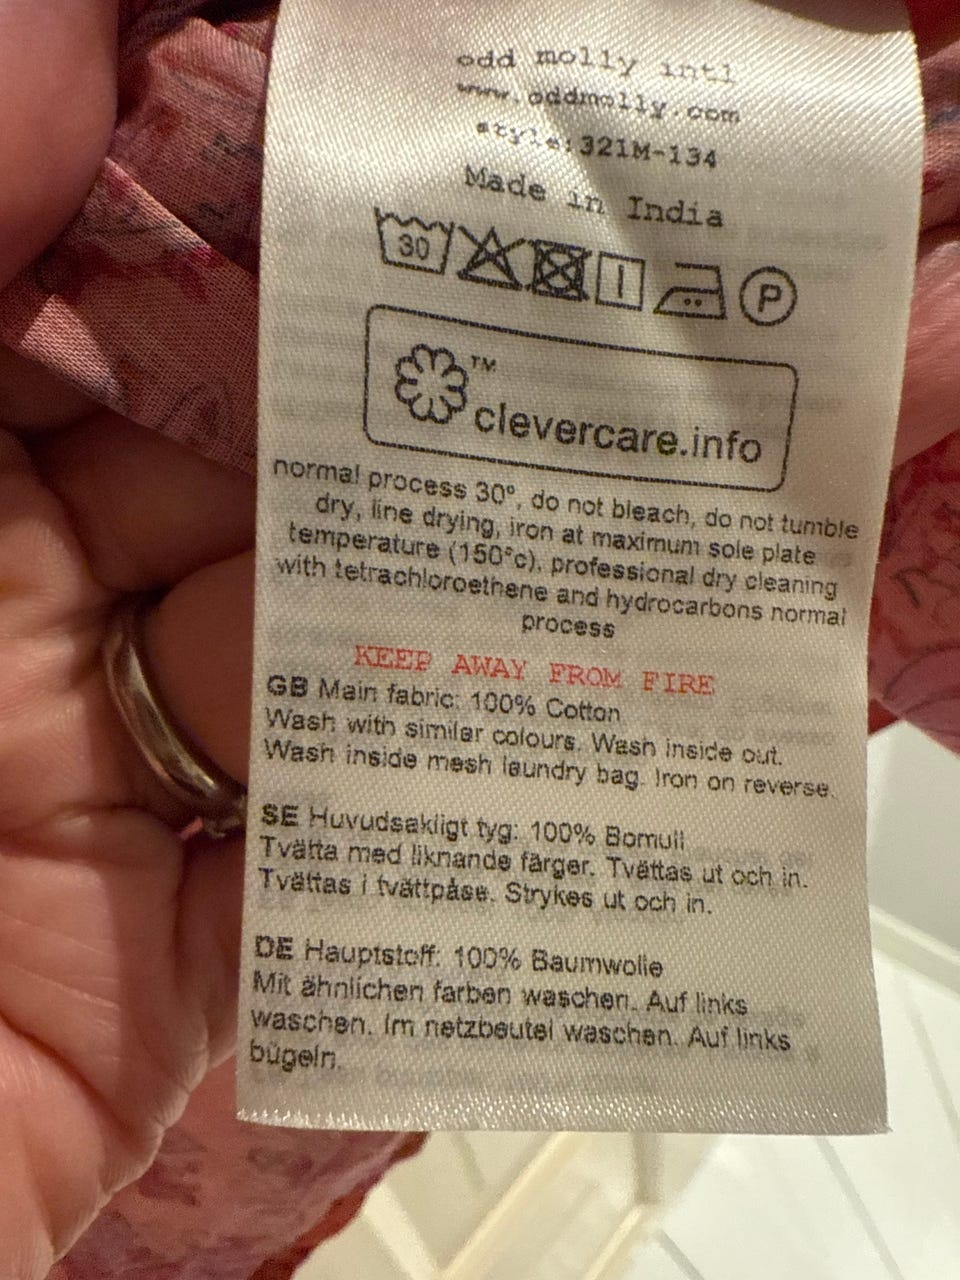 odd molly intl
www.oddmolly.com
style:321M-134
Made in India
30
P
TM
clevercare.info
normal process 30°, do not bleach, do not tumble
dry, line drying, iron at maximum sole plate
temperature (150°c), professional dry cleaning
with tetrachloroethene and hydrocarbons normal
process
KEEP AWAY FROM FIRE
GB Main fabric: 100% Cotton
Wash with similar colours. Wash inside out.
Wash inside mesh laundry bag. Iron on reverse.
SE Huvudsakligt tyg: 100% Bomull
Tvätta med liknande färger. Tvättas ut och in.
Tvättas i tvättpåse. Strykes ut och in.
DE Hauptstoff: 100% Baumwolle
Mit ähnlichen farben waschen. Auf links
waschen. Im netzbeutel waschen. Auf links
bügeln.